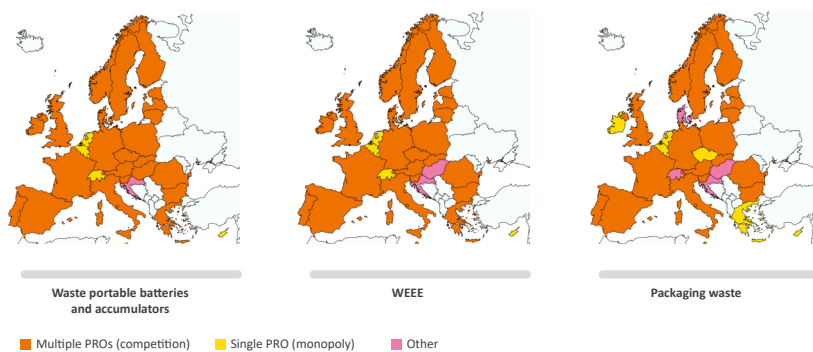 Waste portable batteries
and accumulators
WEEE
Packaging waste
Multiple PROs (competition)
Single PRO (monopoly)
Other